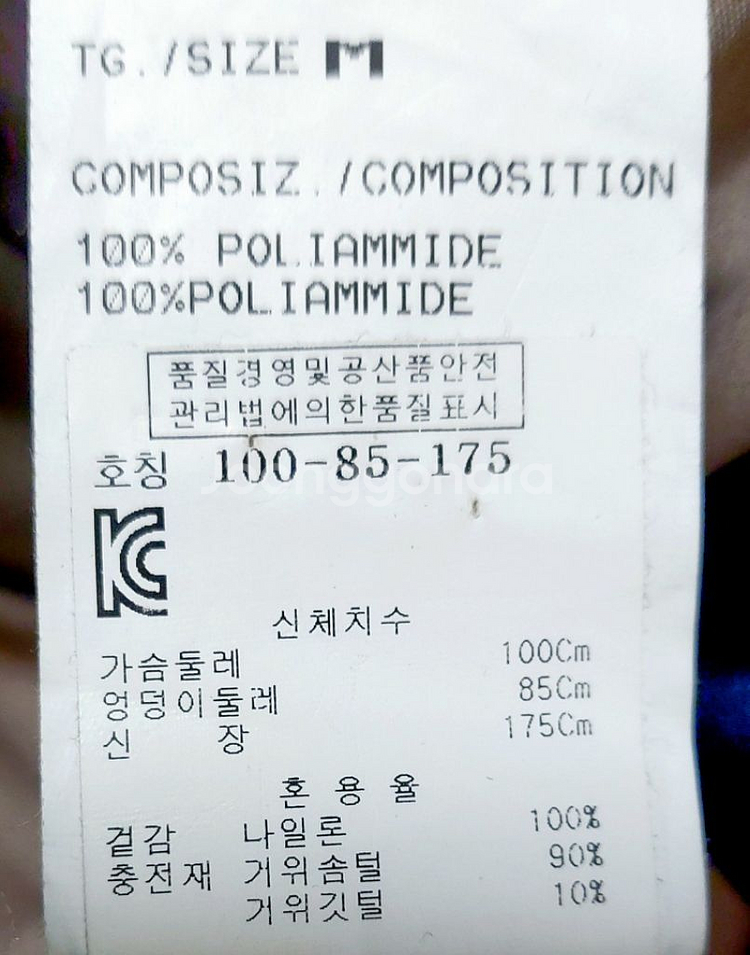 TG./SIZE M
COMPOSIZ./COMPOSITION
100% POLIAMMIDE
100%POLIAMMIDE
품질경영및공산품안전
관리법에의한품질표시
호칭 100-85-175
Joonggonara
신체치수
가슴둘레 100Cm
엉덩이둘레 85Cm
신 장 175Cm
혼 용 율
겉감 나일론 100%
충전재 거위솜털 90%
거위깃털 10%